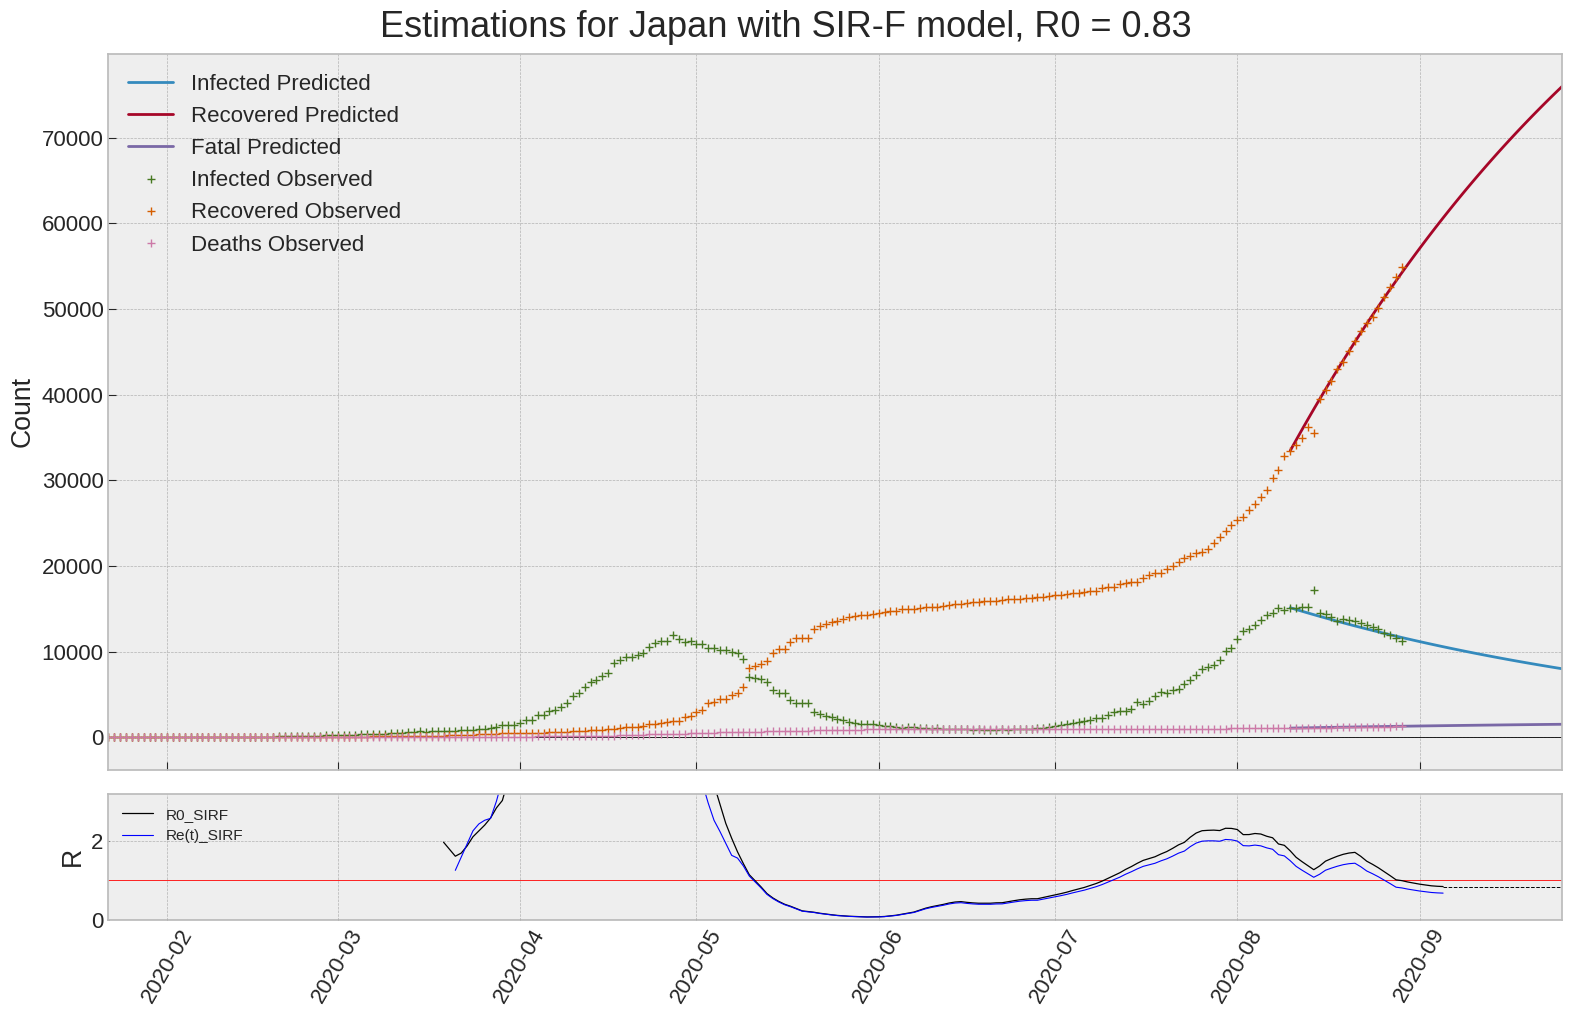 Estimations for Japan with SIR-F model, R0 = 0.83
Infected Predicted
Recovered Predicted
Fatal Predicted
Infected Observed
Recovered Observed
Deaths Observed
70000
60000
50000
40000
30000
20000
10000
0
Count
R0_SIRF
Re(t)_SIRF
2
0
R
2020-02
2020-03
2020-04
2020-05
2020-06
2020-07
2020-08
2020-09